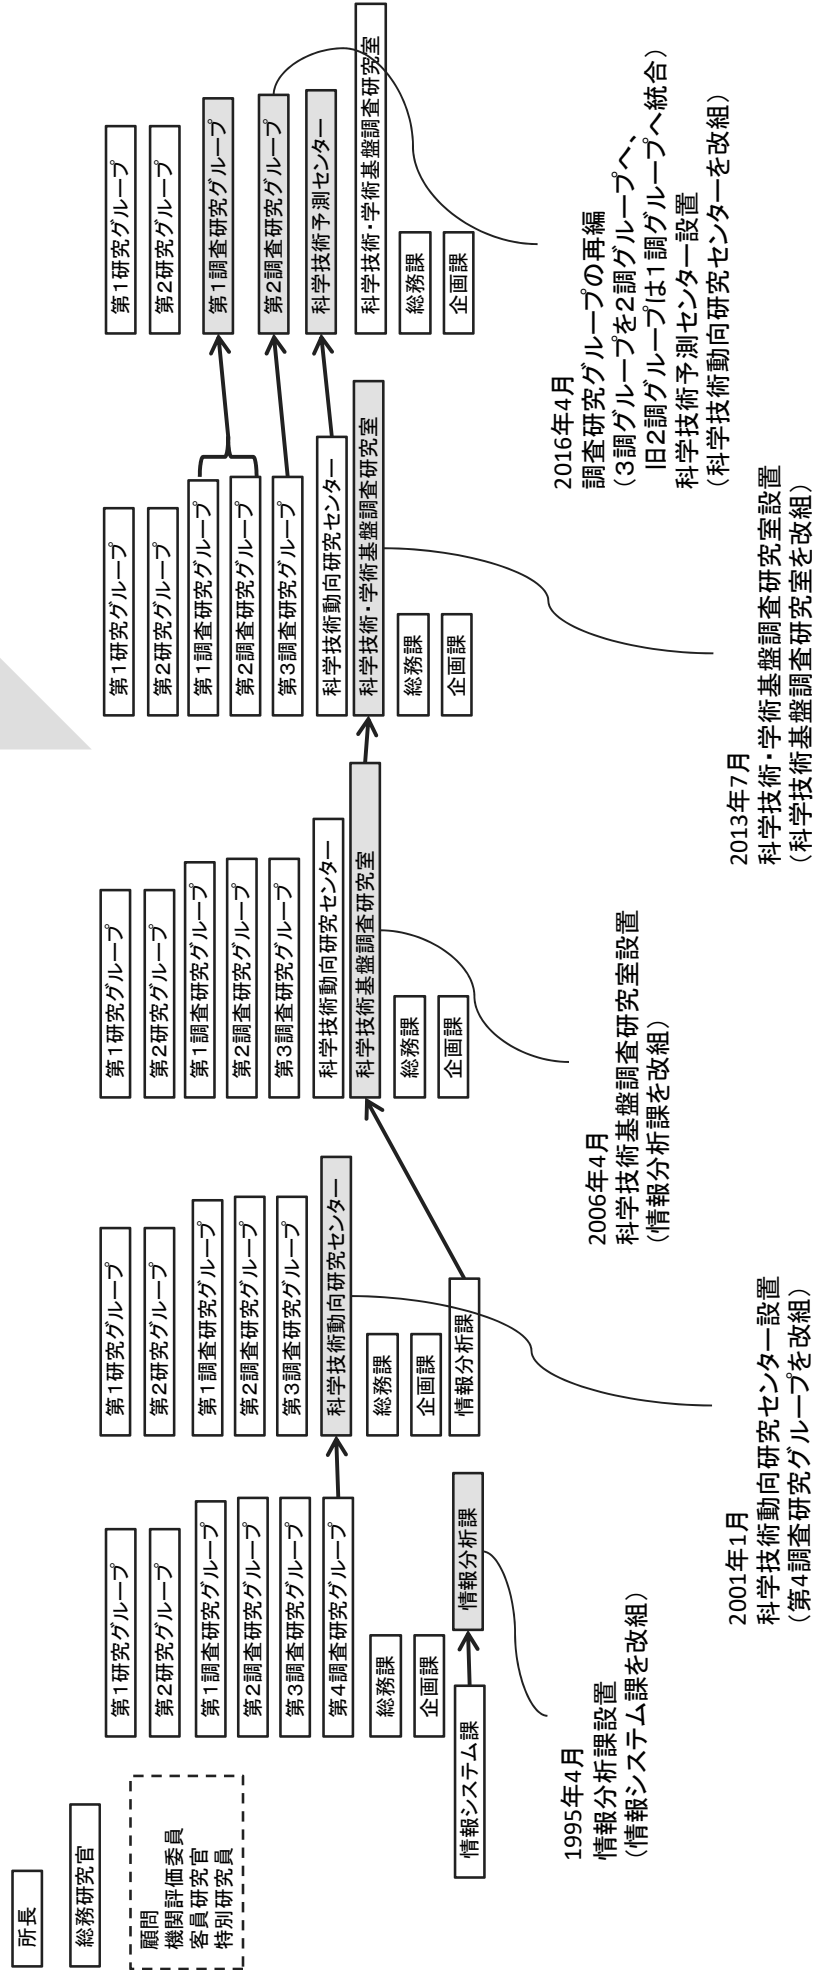 所長
総務研究官
顧問
機関評価委員
客員研究官
特別研究員
第1研究グループ
第2研究グループ
第1調査研究グループ
第2調査研究グループ
第3調査研究グループ
第4調査研究グループ
総務課
企画課
情報システム課
情報分析課
1995年4月
情報分析課設置
（情報システム課を改組）
第1研究グループ
第2研究グループ
第1調査研究グループ
第2調査研究グループ
第3調査研究グループ
科学技術動向研究センター
総務課
企画課
情報分析課
2001年1月
科学技術動向研究センター設置
（第4調査研究グループを改組）
第1研究グループ
第2研究グループ
第1調査研究グループ
第2調査研究グループ
第3調査研究グループ
科学技術動向研究センター
科学技術基盤調査研究室
総務課
企画課
2006年4月
科学技術基盤調査研究室設置
（情報分析課を改組）
第1研究グループ
第2研究グループ
第1調査研究グループ
第2調査研究グループ
第3調査研究グループ
科学技術動向研究センター
科学技術・学術基盤調査研究室
総務課
企画課
2013年7月
科学技術・学術基盤調査研究室設置
（科学技術基盤調査研究室を改組）
第1研究グループ
第2研究グループ
第1調査研究グループ
第2調査研究グループ
科学技術予測センター
科学技術・学術基盤調査研究室
総務課
企画課
2016年4月
調査研究グループの再編
（3調グループを2調グループへ、
旧2調グループは1調グループへ統合）
科学技術予測センター設置
（科学技術動向研究センターを改組）